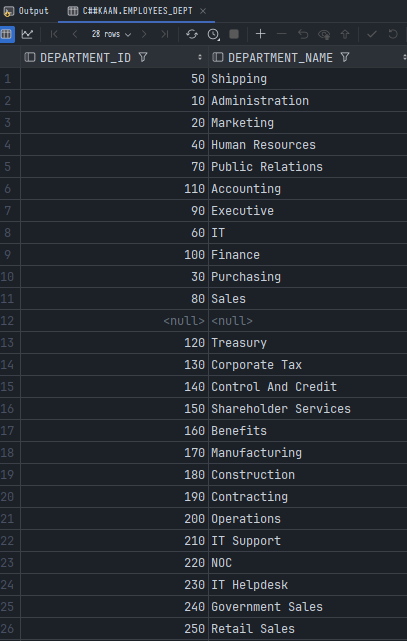 Output C##KAAN.EMPLOYEES_DEPT
28 rows
DEPARTMENT_ID DEPARTMENT_NAME
1 50 Shipping
2 10 Administration
3 20 Marketing
4 40 Human Resources
5 70 Public Relations
6 110 Accounting
7 90 Executive
8 60 IT
9 100 Finance
10 30 Purchasing
11 80 Sales
12 <null> <null>
13 120 Treasury
14 130 Corporate Tax
15 140 Control And Credit
16 150 Shareholder Services
17 160 Benefits
18 170 Manufacturing
19 180 Construction
20 190 Contracting
21 200 Operations
22 210 IT Support
23 220 NOC
24 230 IT Helpdesk
25 240 Government Sales
26 250 Retail Sales